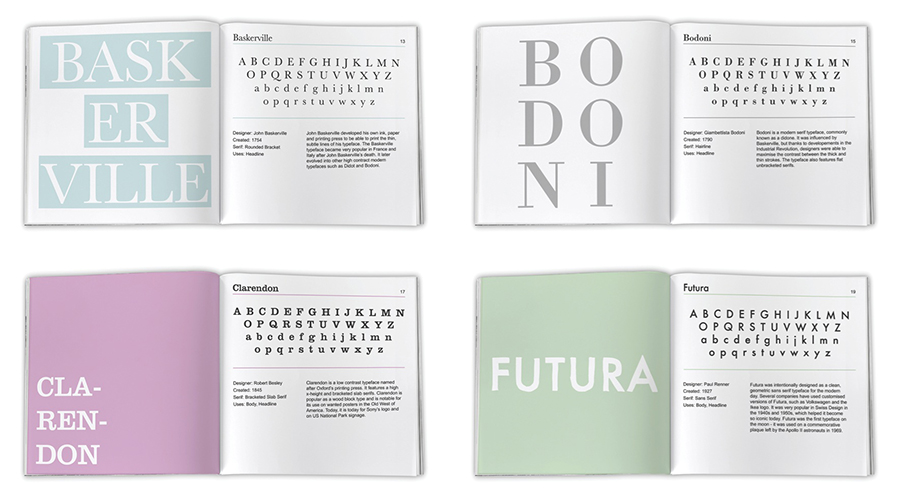 BASK
ER
VILLE
Baskerville
13
A B C D E F G H I J K L M N
O P Q R S T U V W X Y Z
a b c d e f g h i j k l m n
o p q r s t u v w x y z
Designer: John Baskerville
Created: 1754
Serif: Rounded Bracket
Uses: Headline
John Baskerville developed his own ink, paper
and printing press to be able to print the thin,
subtle lines of his typeface. The Baskerville
typeface became very popular in France and
Italy after John Baskerville's death. It later
evolved into other high contrast modern
typefaces such as Didot and Bodoni.
BO
DO
NI
Bodoni
15
A B C D E F G H I J K L M N
O P Q R S T U V W X Y Z
a b c d e f g h i j k l m n
o p q r s t u v w x y z
Designer: Giambattista Bodoni
Created: 1790
Serif: Hairline
Uses: Headline
Bodoni is a modern serif typeface, commonly
known as a didone. It was influenced by
Baskerville, but thanks to developements in the
Industrial Revolution, designers were able to
maximise the contrast between the thick and
thin strokes. The typeface also features flat
unbracketed serifs.
CLA-
REN-
DON
Clarendon
17
A B C D E F G H I J K L M N
O P Q R S T U V W X Y Z
a b c d e f g h i j k l m n
o p q r s t u v w x y z
Designer: Robert Besley
Created: 1845
Serif: Bracketed Slab Serif
Uses: Body, Headline
Clarendon is a low contrast typeface named
after Oxford's printing press. It features a high
x-height and bracketed slab serifs. Clarendon is
popular as a wood block type and is notable for
its use on wanted posters in the Old West of
America. Today, it is today for Sony's logo and
on US National Park signage.
FUTURA
Futura
19
A B C D E F G H I J K L M N
O P Q R S T U V W X Y Z
a b c d e f g h i j k l m n
o p q r s t u v w x y z
Designer: Paul Renner
Created: 1927
Serif: Sans Serif
Uses: Body, Headline
Futura was intentionally designed as a clean,
geometric sans serif typeface for the modern
day. Several companies have used customised
versions of Futura, such as Volkswagen and the
Ikea logo. It was very popular in Swiss Design in
the 1940s and 1950s, which helped it become
so iconic today. Futura was the first typeface on
the moon - it was used on a commemorative
plaque left by the Apollo II astronauts in 1969.